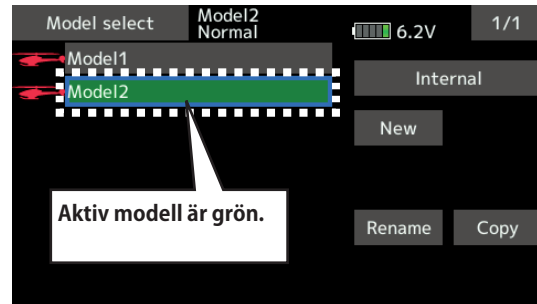 Model select
Model2
Normal
6.2V
1/1
Model1
Model2
Internal
New
Aktiv modell är grön.
Rename
Copy